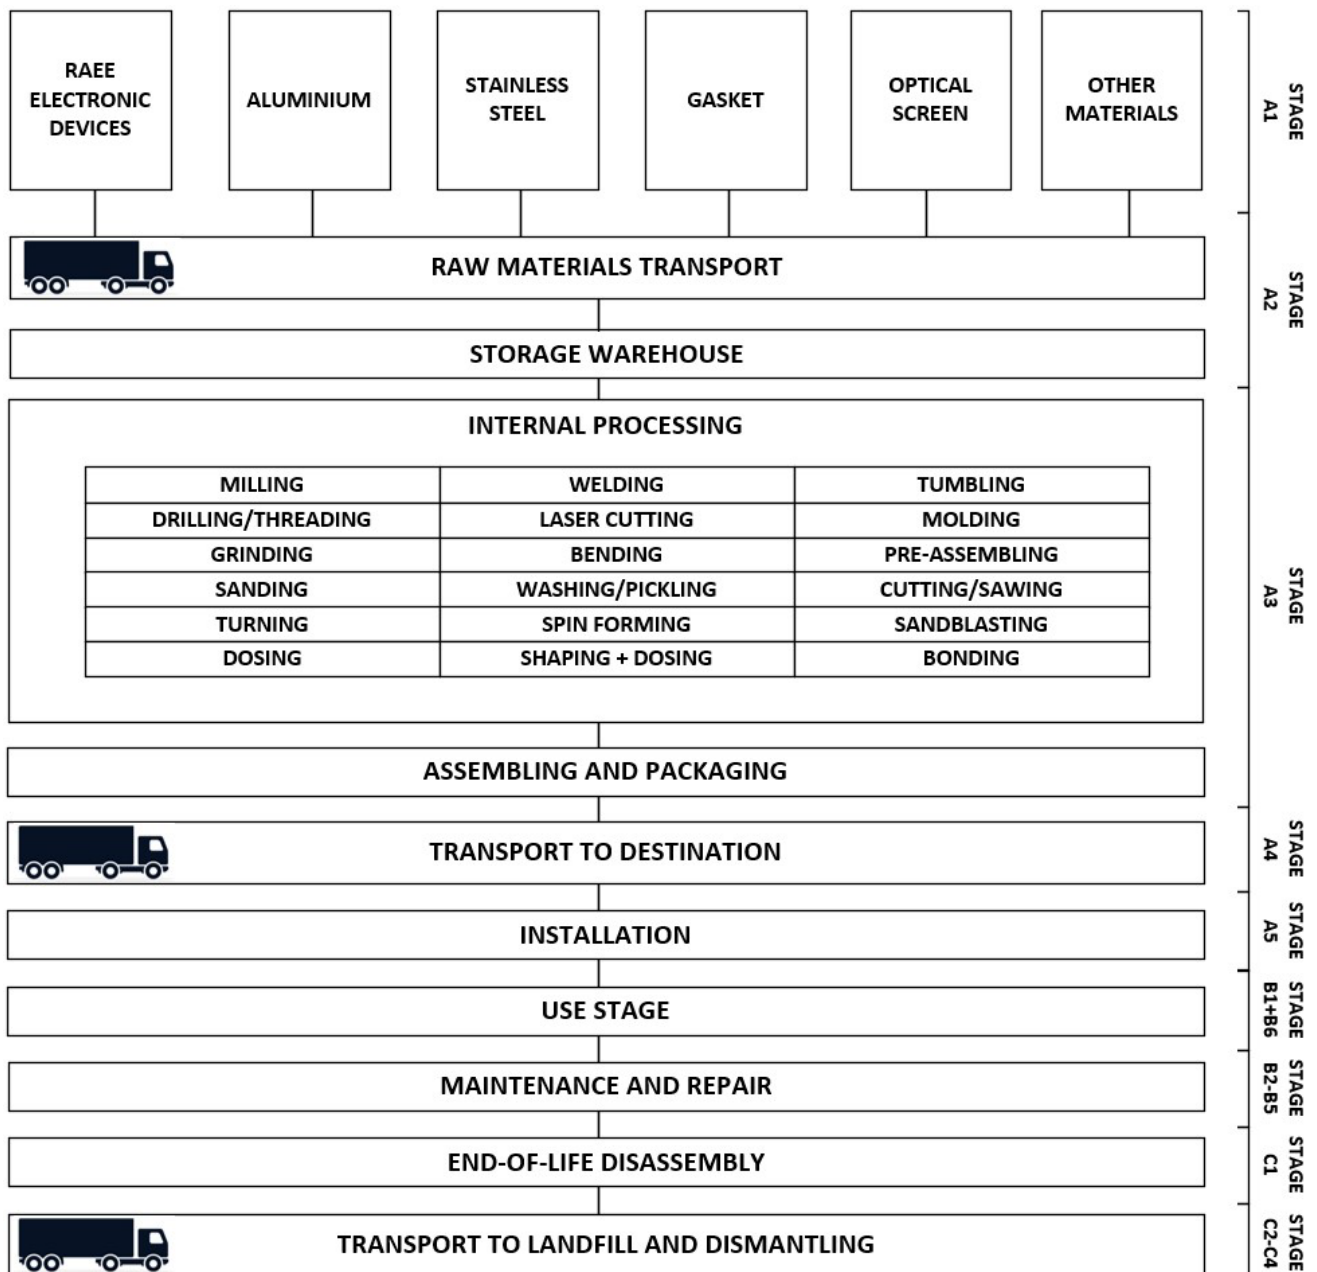 RAEE
ELECTRONIC
DEVICES
ALUMINIUM
STAINLESS
STEEL
GASKET
OPTICAL
SCREEN
OTHER
MATERIALS
STAGE
A1
RAW MATERIALS TRANSPORT
STORAGE WAREHOUSE
STAGE
A2
INTERNAL PROCESSING
MILLING
WELDING
TUMBLING
DRILLING/THREADING
LASER CUTTING
MOLDING
GRINDING
BENDING
PRE-ASSEMBLING
SANDING
WASHING/PICKLING
CUTTING/SAWING
TURNING
SPIN FORMING
SANDBLASTING
DOSING
SHAPING + DOSING
BONDING
ASSEMBLING AND PACKAGING
STAGE
A3
TRANSPORT TO DESTINATION
STAGE
A4
INSTALLATION
STAGE
A5
USE STAGE
STAGE
B1+B6
MAINTENANCE AND REPAIR
STAGE
B2-B5
END-OF-LIFE DISASSEMBLY
STAGE
C1
TRANSPORT TO LANDFILL AND DISMANTLING
STAGE
C2-C4